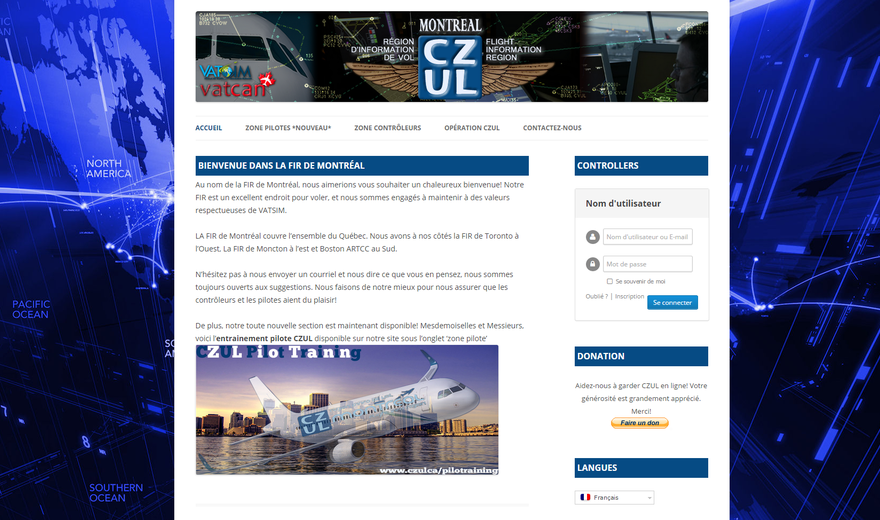 MONTREAL
RÉGION
D'INFORMATION
DE VOL
CZ
UL
FLIGHT
INFORMATION
REGION
VATSIM
vatcan
ACCUEIL
ZONE PILOTES *NOUVEAU*
ZONE CONTRÔLEURS
OPÉRATION CZUL
CONTACTEZ-NOUS
BIENVENUE DANS LA FIR DE MONTRÉAL
Au nom de la FIR de Montréal, nous aimerions vous souhaiter un chaleureux bienvenue! Notre
FIR est un excellent endroit pour voler, et nous sommes engagés à maintenir à des valeurs
respectueuses de VATSIM.
LA FIR de Montréal couvre l'ensemble du Québec. Nous avons à nos côtés la FIR de Toronto à
l'Ouest, La FIR de Moncton à l'est et Boston ARTCC au Sud.
N'hésitez pas à nous envoyer un courriel et nous dire ce que vous en pensez, nous sommes
toujours ouverts aux suggestions. Nous faisons de notre mieux pour nous assurer que les
contrôleurs et les pilotes aient du plaisir!
De plus, notre toute nouvelle section est maintenant disponible! Mesdemoiselles et Messieurs,
voici l'entrainement pilote CZUL disponible sur notre site sous l'onglet 'zone pilote'
CZUL Pilot Training
CZ
UL
www.czul.ca/pilotraining
CONTROLLERS
Nom d'utilisateur
Nom d'utilisateur ou E-mail
Mot de passe
Se souvenir de moi
Oublié ? | Inscription
Se connecter
DONATION
Aidez-nous à garder CZUL en ligne! Votre
générosité est grandement apprécié.
Merci!
Faire un don
LANGUES
Français
NORTH
AMERICA
PACIFIC
OCEAN
SOUTHERN
OCEAN